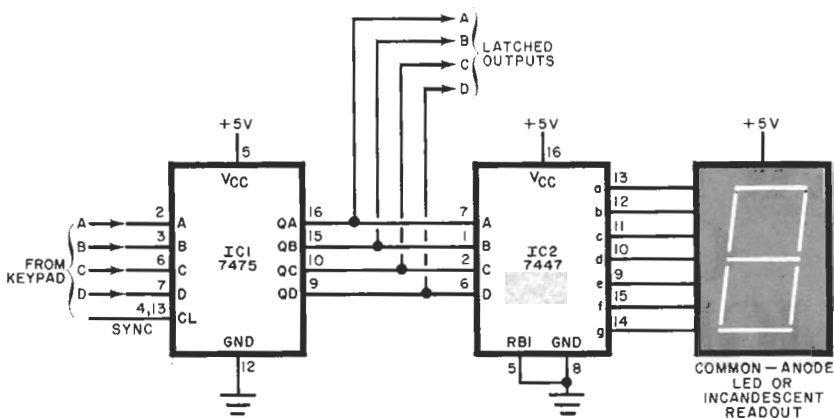 A
B
C
D
LATCHED
OUTPUTS
+5V
5
VCC
+5V
16
VCC
+5V
FROM
KEYPAD
A
B
C
D
SYNC
2
3
6
7
4,13
A
B
C
D
CL
IC1
7475
QA
QB
QC
QD
16
15
10
9
GND
12
7
1
2
6
A
B
C
D
IC2
7447
a
b
c
d
e
f
g
13
12
11
10
9
15
14
RBI
GND
5
8
COMMON-ANODE
LED OR
INCANDESCENT
READOUT